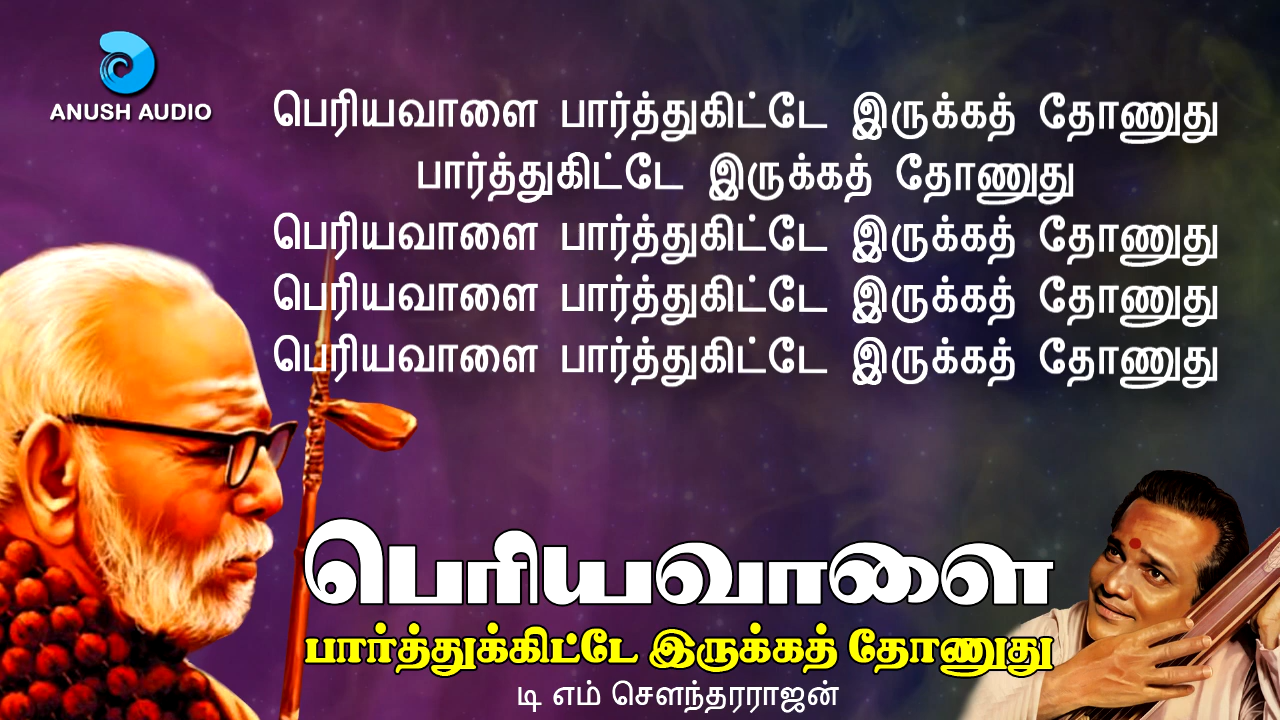 ANUSH AUDIO
பெரியவாளை பார்த்துகிட்டே இருக்கத் தோணுது
பார்த்துகிட்டே இருக்கத் தோணுது
பெரியவாளை பார்த்துகிட்டே இருக்கத் தோணுது
பெரியவாளை பார்த்துகிட்டே இருக்கத் தோணுது
பெரியவாளை பார்த்துகிட்டே இருக்கத் தோணுது
பெரியவாளை
பார்த்துக்கிட்டே இருக்கத் தோணுது
டி எம் சௌந்தரராஜன்